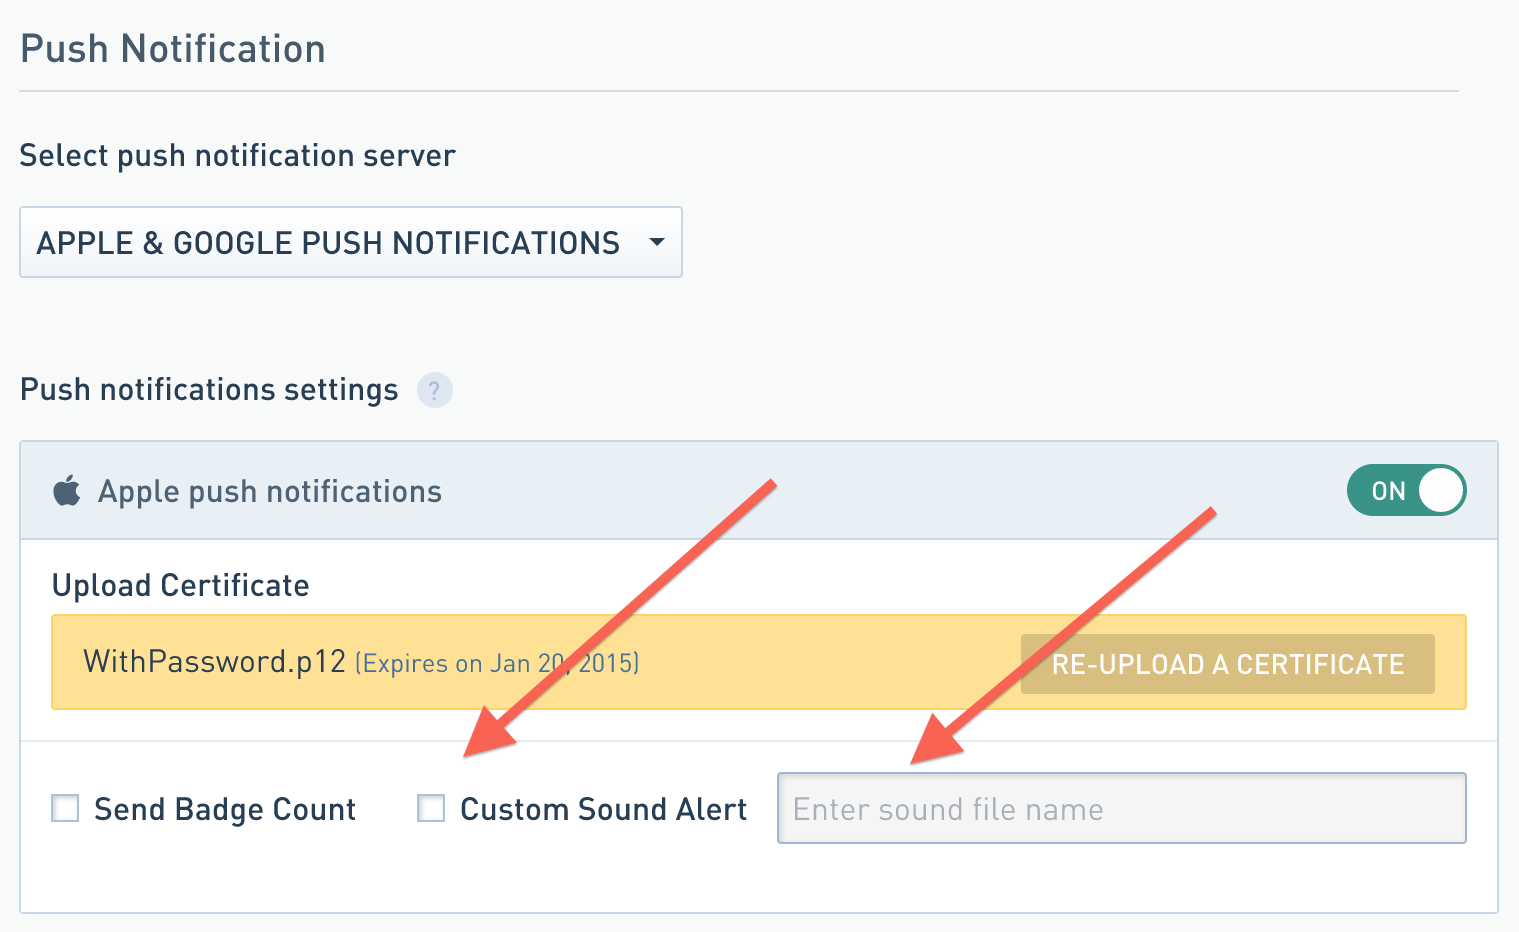 Push Notification
Select push notification server
APPLE & GOOGLE PUSH NOTIFICATIONS
Push notifications settings ?
Apple push notifications ON
Upload Certificate
WithPassword.p12 (Expires on Jan 20, 2015) RE-UPLOAD A CERTIFICATE
Send Badge Count Custom Sound Alert Enter sound file name